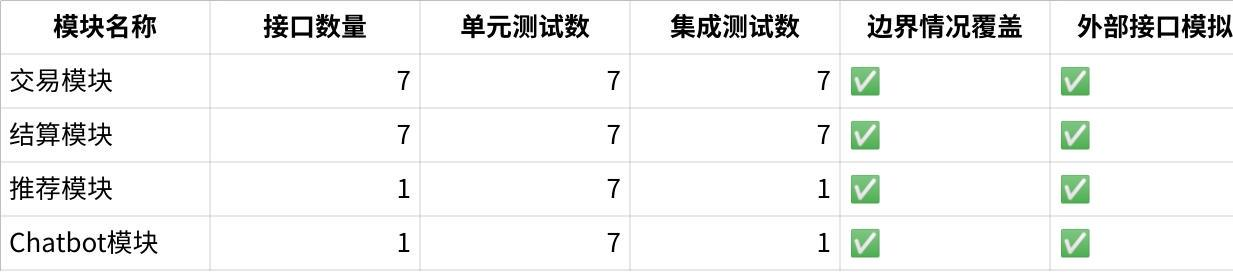 模块名称 接口数量 单元测试数 集成测试数 边界情况覆盖 外部接口模拟
交易模块 7 7 7 ✅ ✅
结算模块 7 7 7 ✅ ✅
推荐模块 1 7 1 ✅ ✅
Chatbot模块 1 7 1 ✅ ✅